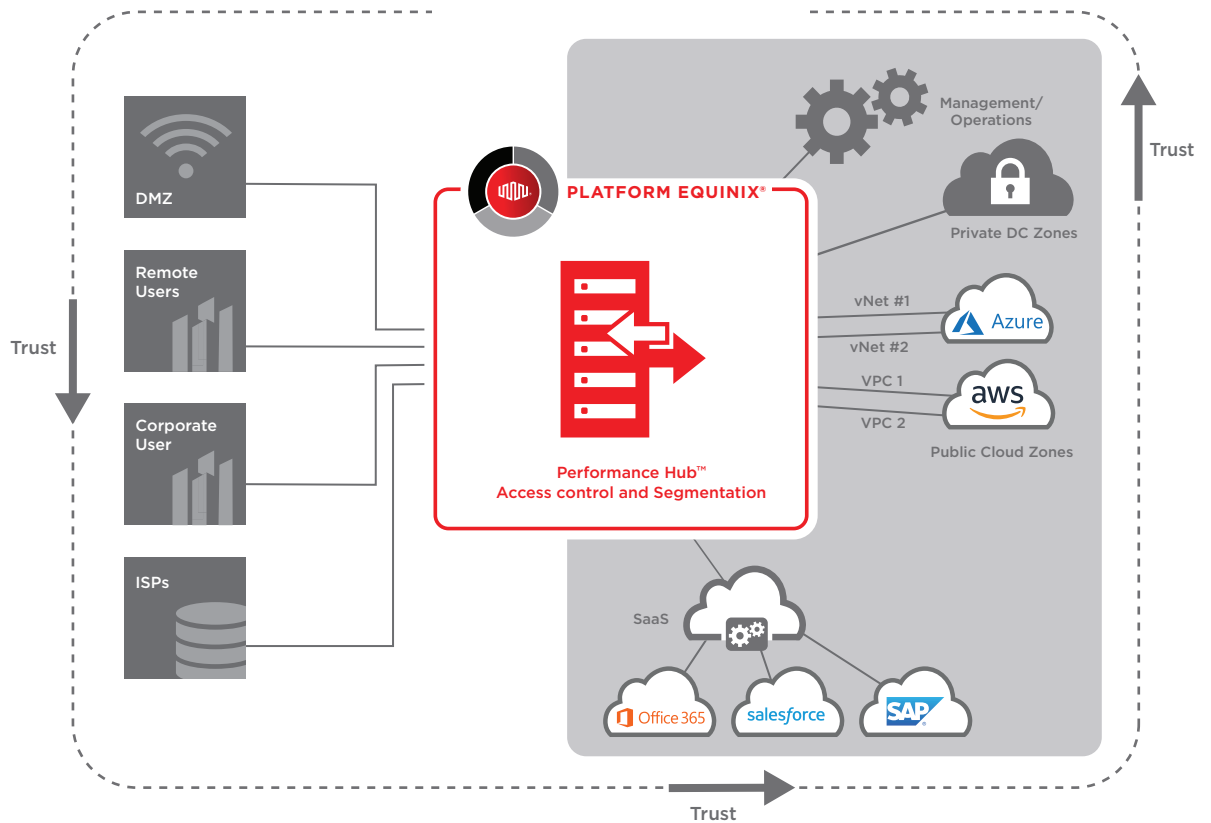 DMZ
Remote
Users
Corporate
User
ISPs
Trust
PLATFORM EQUINIX®
Performance Hub™
Access control and Segmentation
Management/
Operations
Private DC Zones
vNet #1
Azure
vNet #2
VPC 1
aws
VPC 2
Public Cloud Zones
SaaS
Office 365
salesforce
SAP®
Trust
Trust